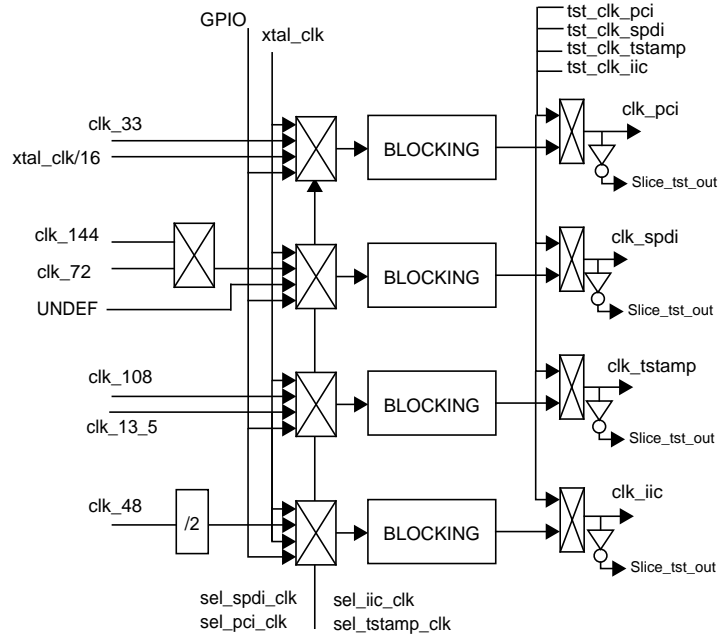 GPIO
xtal_clk
tst_clk_pci
tst_clk_spdi
tst_clk_tstamp
tst_clk_iic
clk_33
xtal_clk/16
BLOCKING
clk_pci
Slice_tst_out
clk_144
clk_72
UNDEF
BLOCKING
clk_spdi
Slice_tst_out
clk_108
clk_13_5
BLOCKING
clk_tstamp
Slice_tst_out
clk_48
/2
BLOCKING
clk_iic
Slice_tst_out
sel_spdi_clk
sel_iic_clk
sel_pci_clk
sel_tstamp_clk